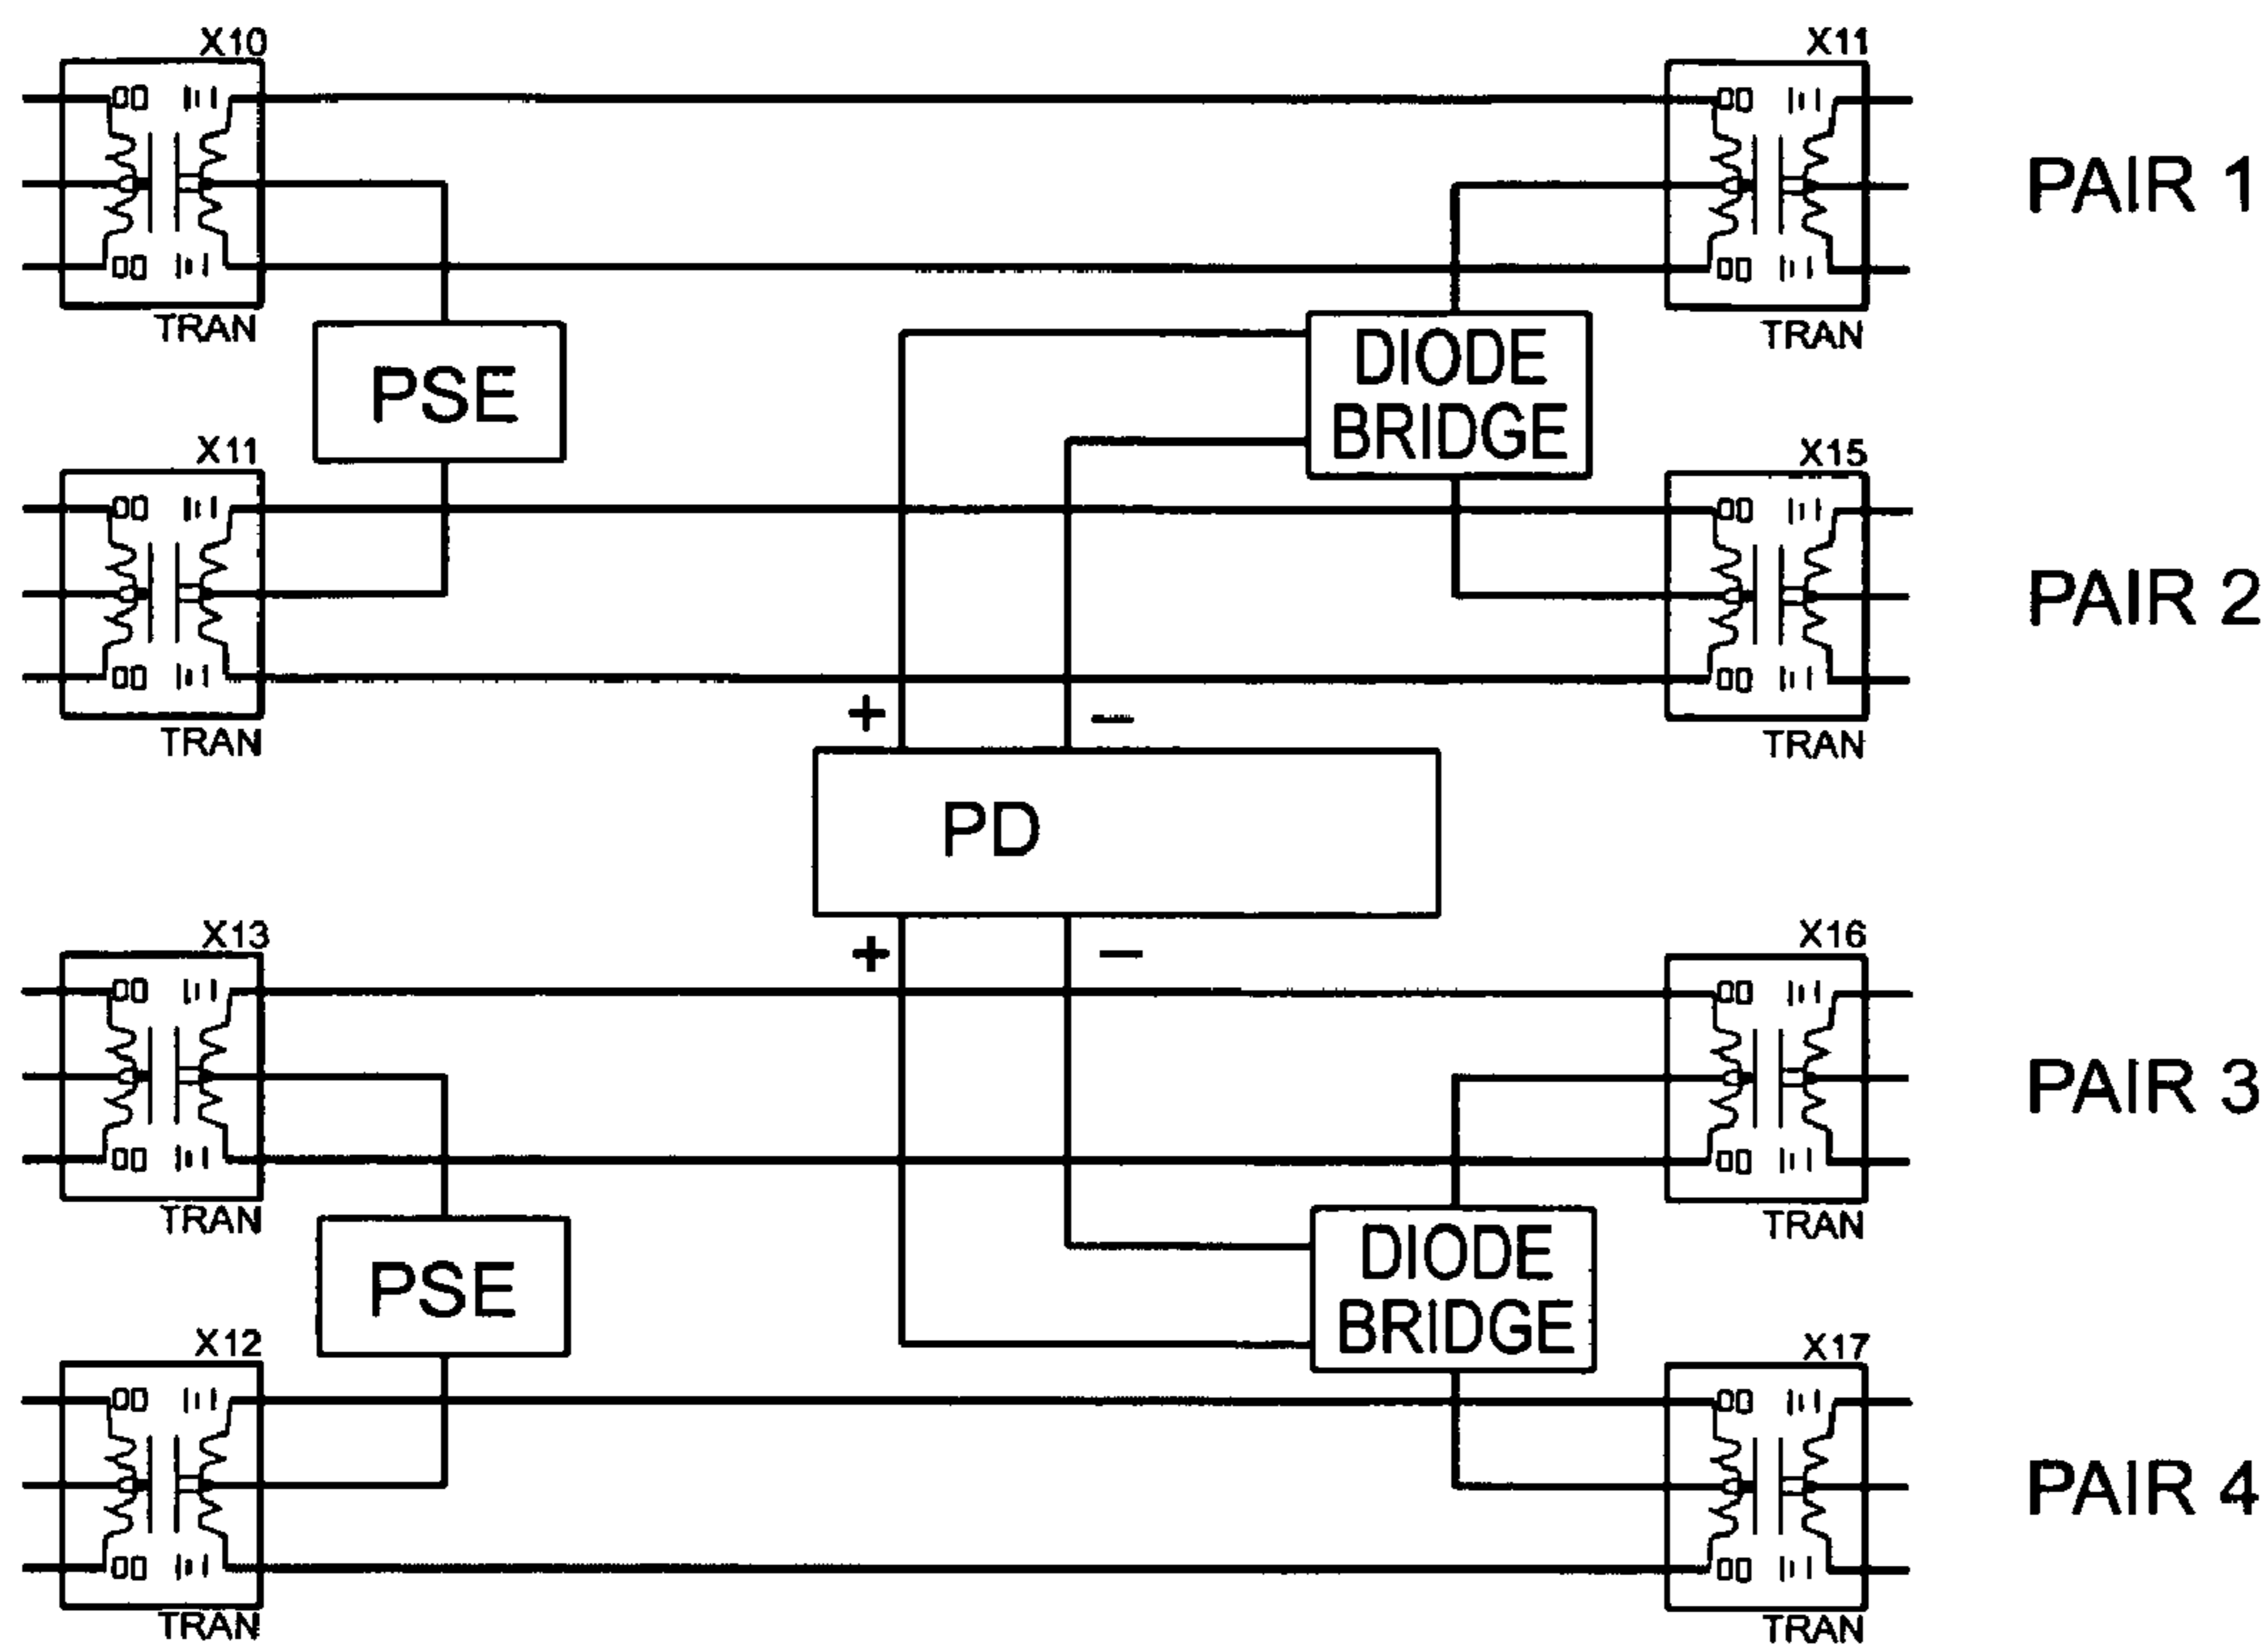 X10
X11
PAIR 1
TRAN
TRAN
PSE
DIODE
BRIDGE
X11
X15
PAIR 2
TRAN
TRAN
+ −
PD
+ −
X13
X16
PAIR 3
TRAN
TRAN
PSE
DIODE
BRIDGE
X12
X17
PAIR 4
TRAN
TRAN